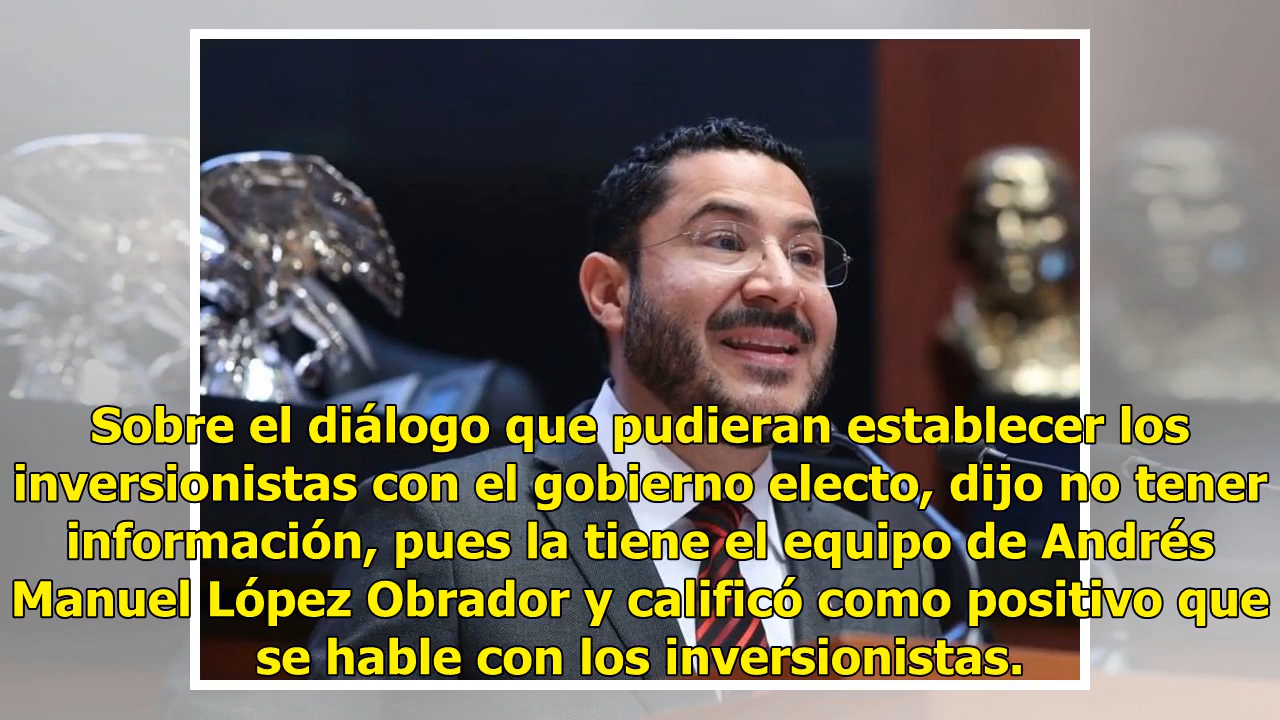 Sobre el diálogo que pudieran establecer los
inversionistas con el gobierno electo, dijo no tener
información, pues la tiene el equipo de Andrés
Manuel López Obrador y calificó como positivo que
se hable con los inversionistas.